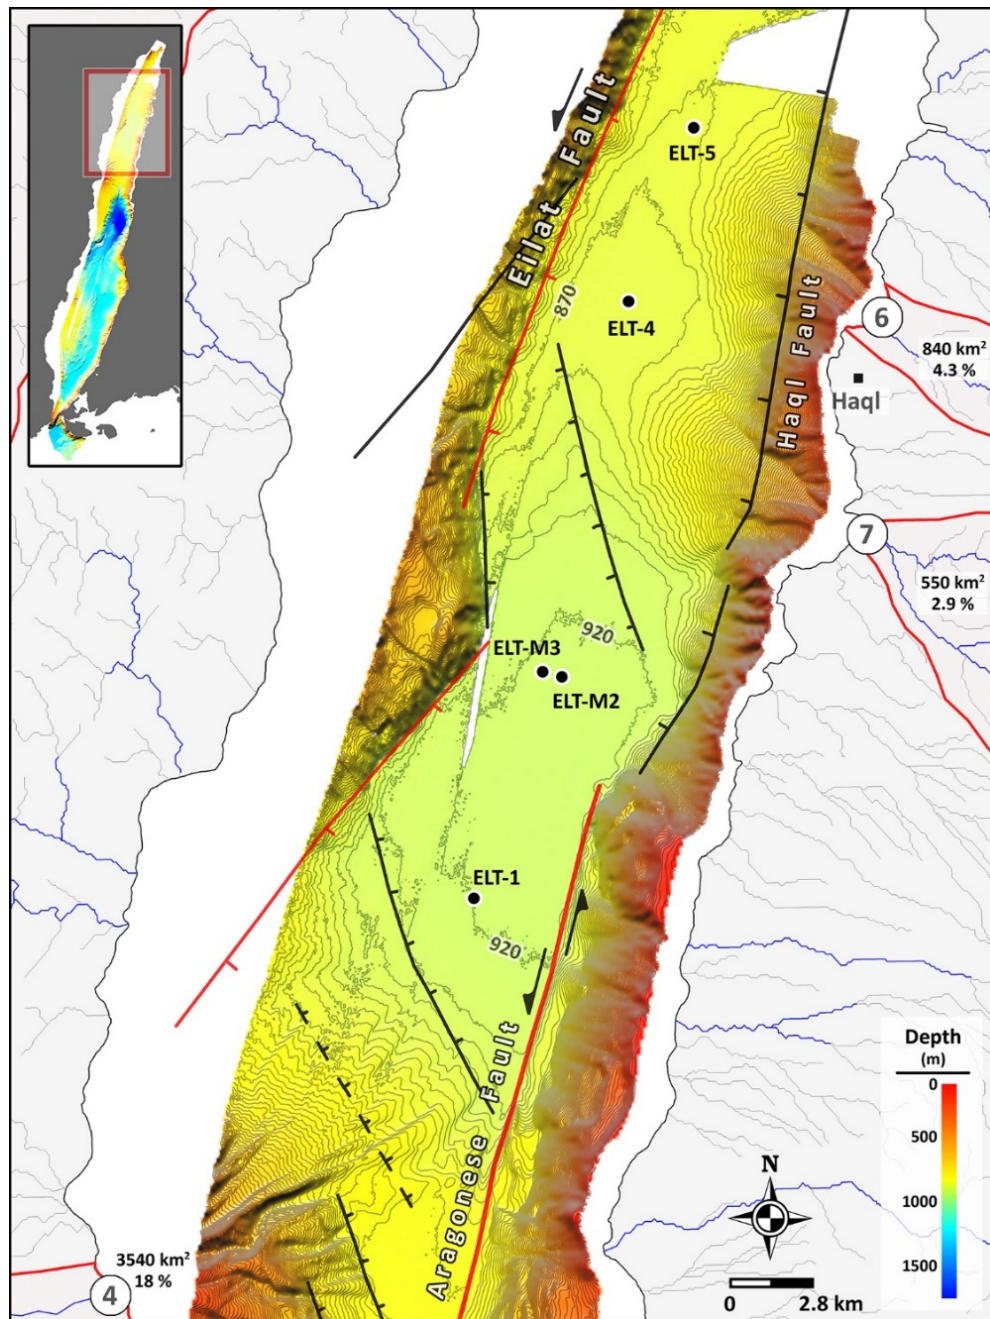 Eilat Fault
ELT-5
870
ELT-4
Haql Fault
6
840 km²
4.3 %
Haql
7
550 km²
2.9 %
920
ELT-M3
ELT-M2
ELT-1
920
Aragonese Fault
Depth
(m)
0
500
1000
1500
N
0 2.8 km
3540 km²
18 %
4